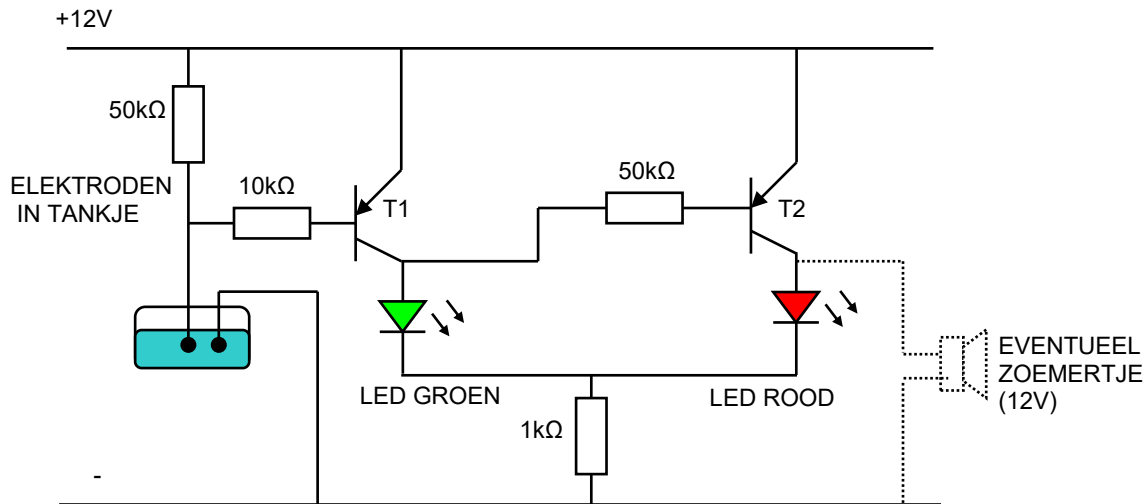 +12V
50kΩ
ELEKTRODEN
IN TANKJE
10kΩ
T1
50kΩ
T2
LED GROEN
LED ROOD
EVENTUEEL
ZOEMERTJE
(12V)
1kΩ
-